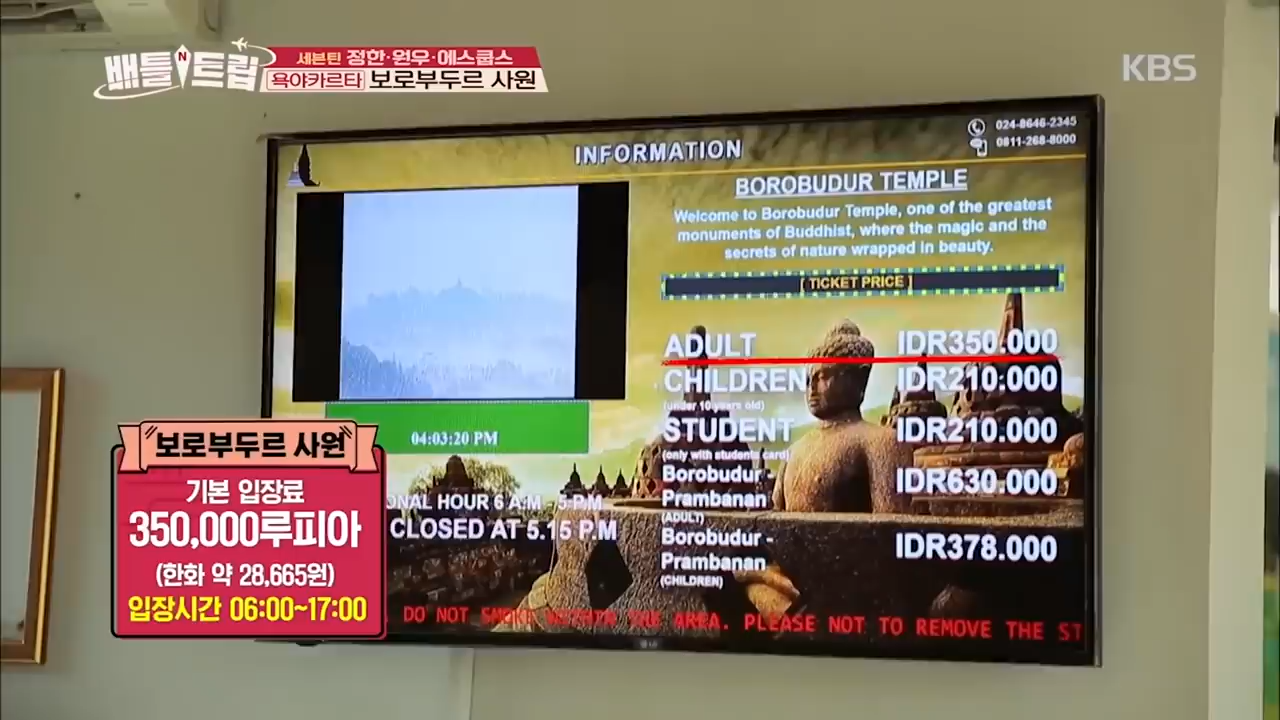 배틀트립
세븐틴 정한·원우·에스쿱스
욕야카르타 보로부두르 사원
KBS
024-8646-2345
0811-268-8000
INFORMATION
BOROBUDUR TEMPLE
Welcome to Borobudur Temple, one of the greatest
monuments of Buddhist, where the magic and the
secrets of nature wrapped in beauty.
[ TICKET PRICE ]
ADULT IDR350.000
CHILDREN IDR210.000
(under 10 years old)
STUDENT IDR210.000
(only with students card)
Borobudur -
Prambanan IDR630.000
(ADULT)
Borobudur -
Prambanan IDR378.000
(CHILDREN)
04:03:20 PM
ONAL HOUR 6 A.M - 5 P.M
CLOSED AT 5.15 P.M
DO NOT SMOKE WITHIN THE AREA. PLEASE NOT TO REMOVE THE ST
"보로부두르 사원"
기본 입장료
350,000루피아
(한화 약 28,665원)
입장시간 06:00~17:00